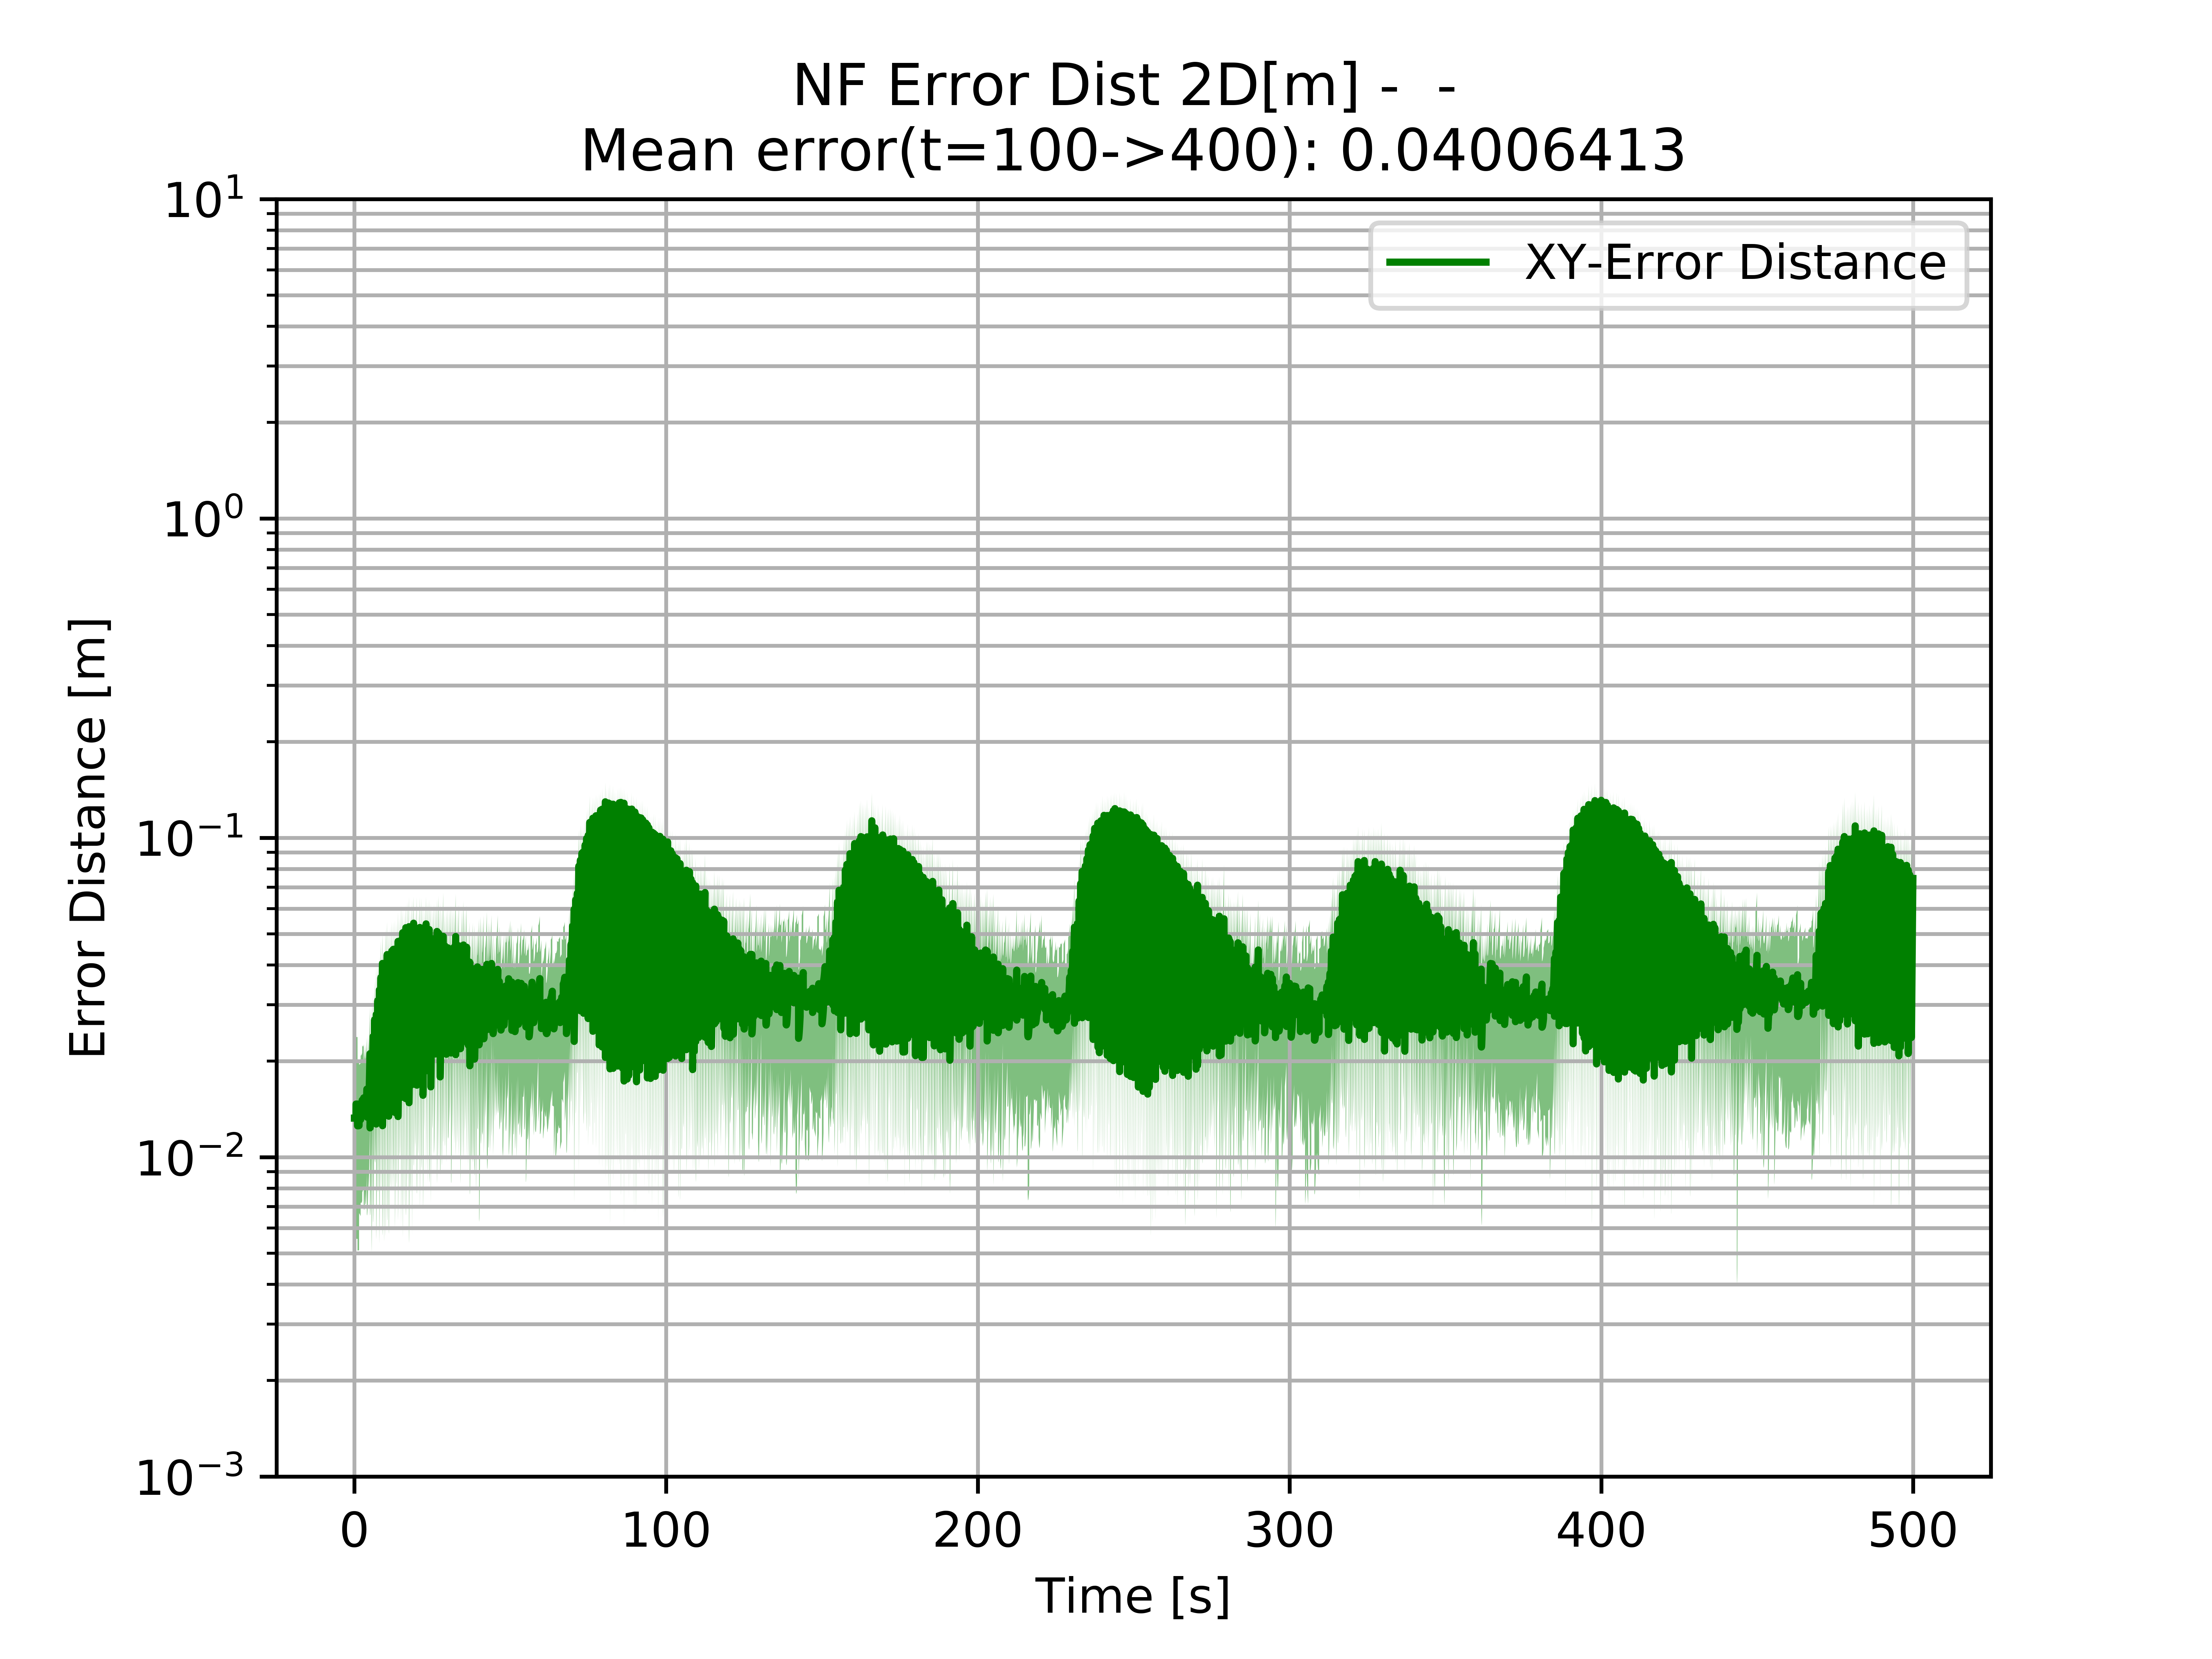 NF Error Dist 2D[m] -  -
Mean error(t=100->400): 0.04006413
XY-Error Distance
Error Distance [m]
10¹
10⁰
10⁻¹
10⁻²
10⁻³
0 100 200 300 400 500
Time [s]